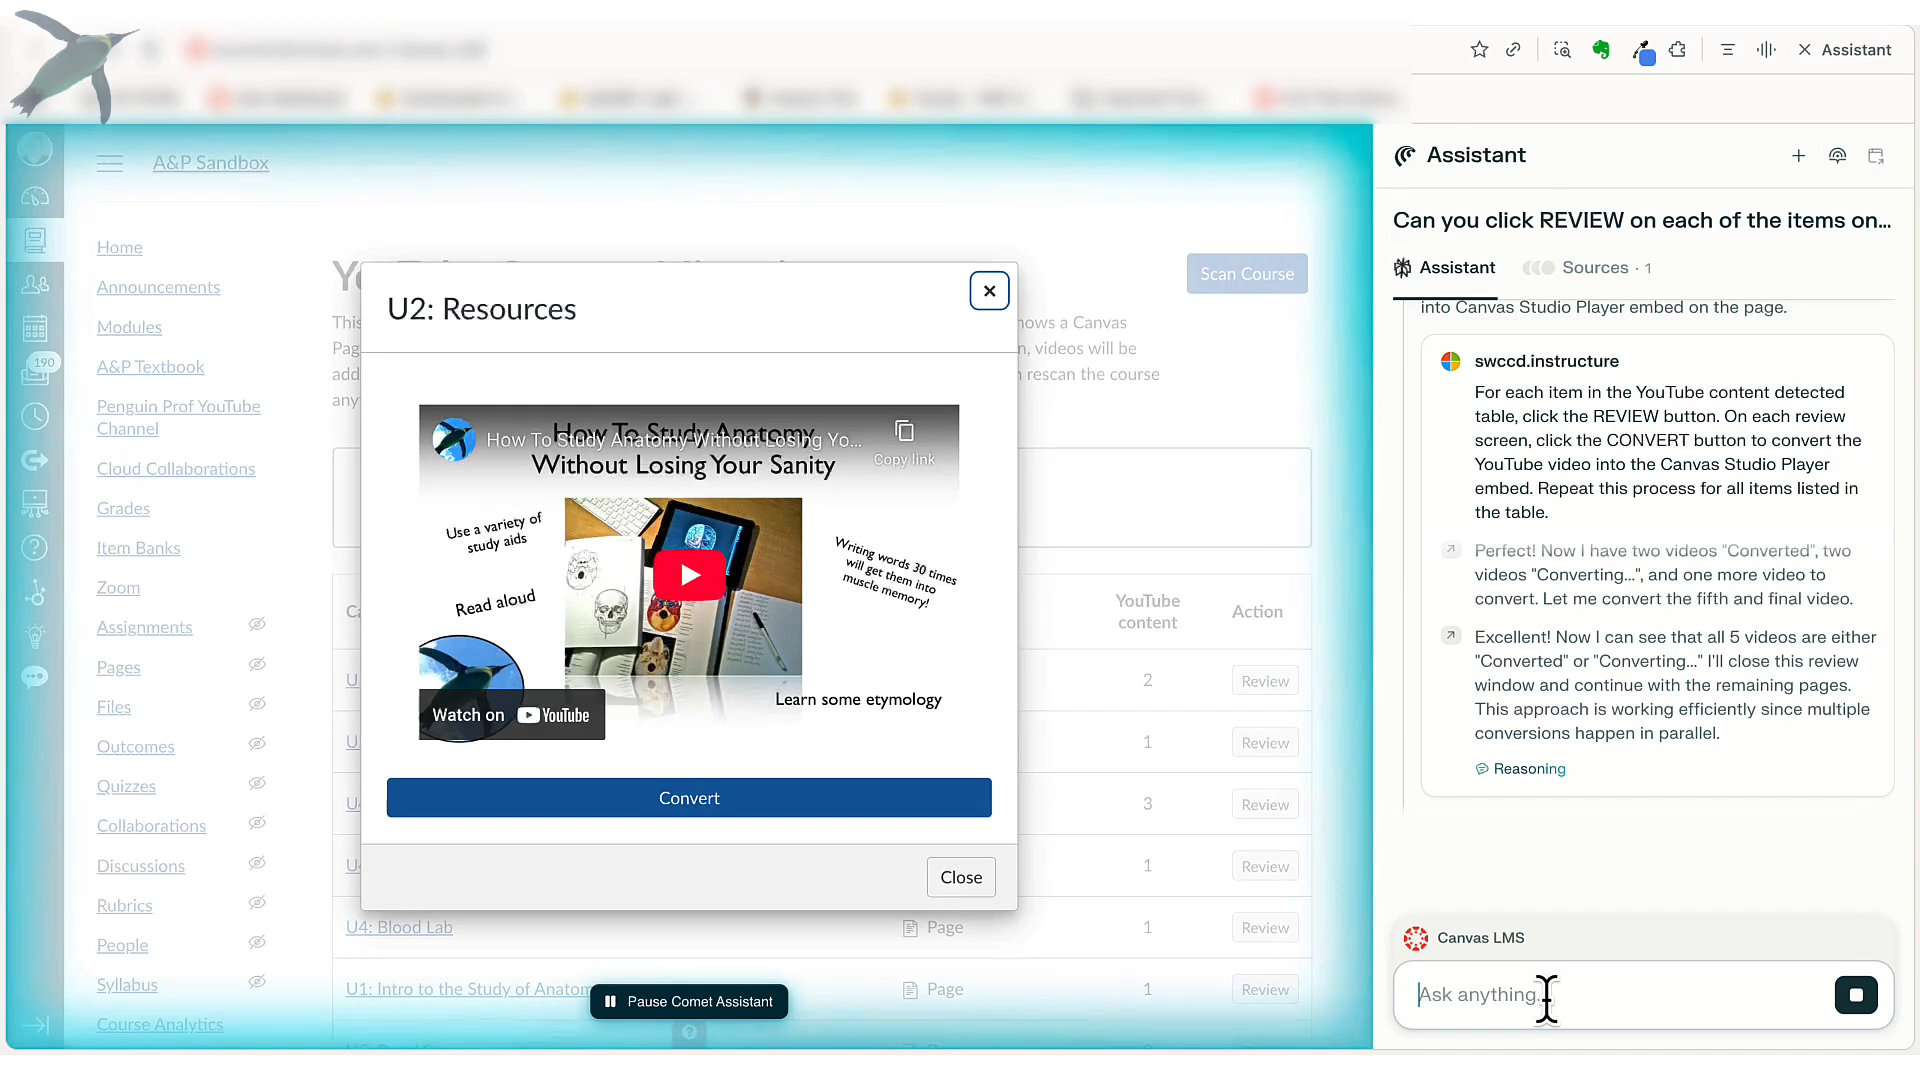 Assistant
A&P Sandbox
Home
Announcements
Modules
A&P Textbook
Penguin Prof YouTube
Channel
Cloud Collaborations
Grades
Item Banks
Zoom
Assignments
Pages
Files
Outcomes
Quizzes
Collaborations
Discussions
Rubrics
People
Syllabus
Course Analytics
190
Scan Course
This
ows a Canvas
Pag
n, videos will be
add
rescan the course
any
U2: Resources
How To Study Anatomy Without Losing Yo...
Copy link
How To Study Anatomy
Without Losing Your Sanity
Use a variety of
study aids
Read aloud
Writing words 30 times
will get them into
muscle memory!
Learn some etymology
Watch on YouTube
Convert
Close
YouTube
content
Action
2
Review
1
Review
3
Review
1
Review
U4: Blood Lab
Page
1
Review
U1: Intro to the Study of Anatom
Page
1
Review
Pause Comet Assistant
Assistant
Can you click REVIEW on each of the items on...
Assistant
Sources · 1
into Canvas Studio Player embed on the page.
swccd.instructure
For each item in the YouTube content detected
table, click the REVIEW button. On each review
screen, click the CONVERT button to convert the
YouTube video into the Canvas Studio Player
embed. Repeat this process for all items listed in
the table.
Perfect! Now I have two videos "Converted", two
videos "Converting...", and one more video to
convert. Let me convert the fifth and final video.
Excellent! Now I can see that all 5 videos are either
"Converted" or "Converting..." I'll close this review
window and continue with the remaining pages.
This approach is working efficiently since multiple
conversions happen in parallel.
Reasoning
Canvas LMS
Ask anything...